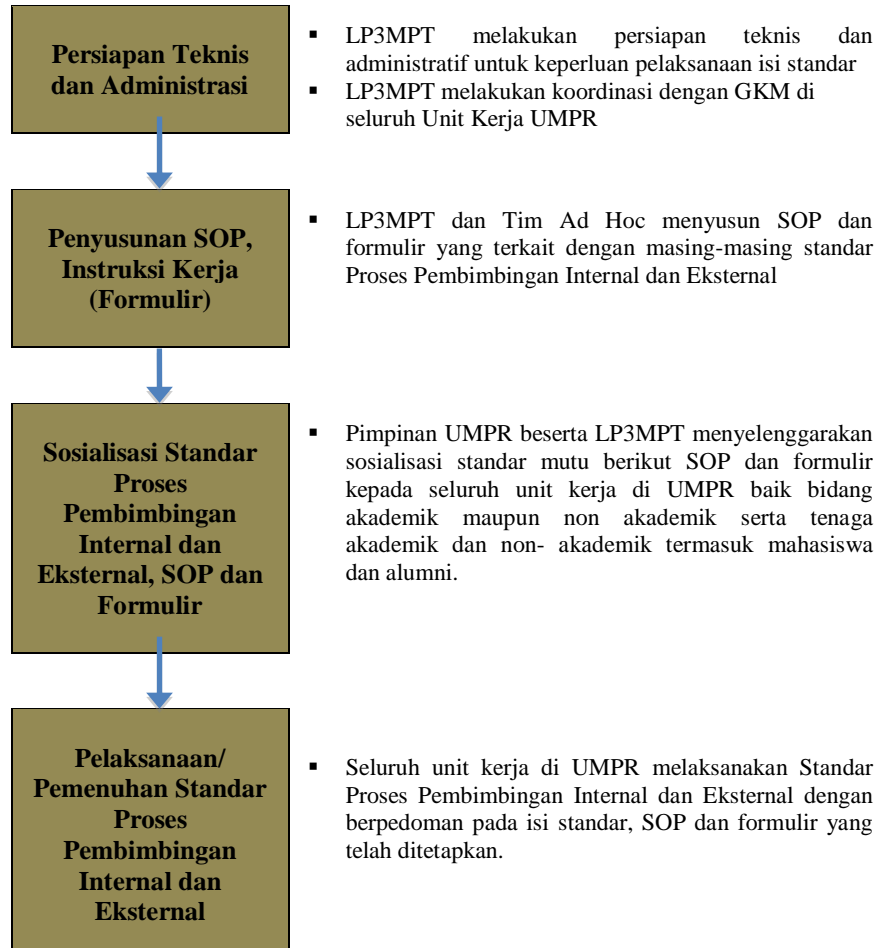 Persiapan Teknis
dan Administrasi
▪ LP3MPT melakukan persiapan teknis dan
administratif untuk keperluan pelaksanaan isi standar
▪ LP3MPT melakukan koordinasi dengan GKM di
seluruh Unit Kerja UMPR
Penyusunan SOP,
Instruksi Kerja
(Formulir)
▪ LP3MPT dan Tim Ad Hoc menyusun SOP dan
formulir yang terkait dengan masing-masing standar
Proses Pembimbingan Internal dan Eksternal
Sosialisasi Standar
Proses
Pembimbingan
Internal dan
Eksternal, SOP dan
Formulir
▪ Pimpinan UMPR beserta LP3MPT menyelenggarakan
sosialisasi standar mutu berikut SOP dan formulir
kepada seluruh unit kerja di UMPR baik bidang
akademik maupun non akademik serta tenaga
akademik dan non- akademik termasuk mahasiswa
dan alumni.
Pelaksanaan/
Pemenuhan Standar
Proses
Pembimbingan
Internal dan
Eksternal
▪ Seluruh unit kerja di UMPR melaksanakan Standar
Proses Pembimbingan Internal dan Eksternal dengan
berpedoman pada isi standar, SOP dan formulir yang
telah ditetapkan.